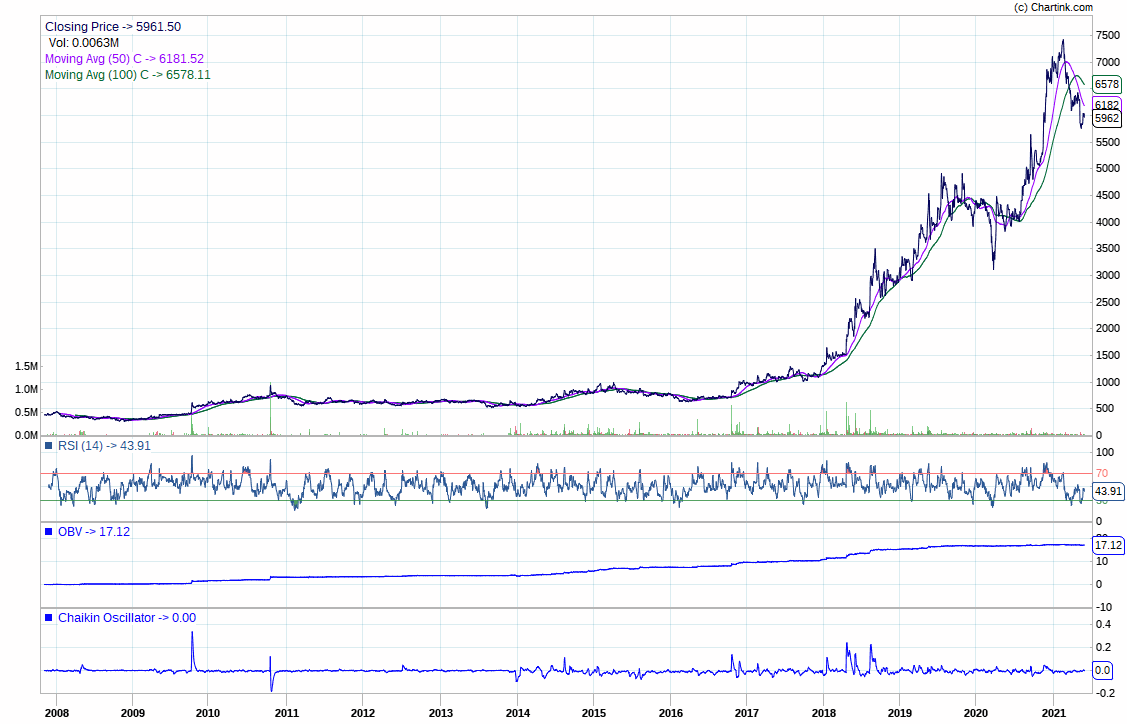 (c) Chartink.com
Closing Price -> 5961.50
Vol: 0.0063M
Moving Avg (50) C -> 6181.52
Moving Avg (100) C -> 6578.11
7500
7000
6578
6182
5962
5500
5000
4500
4000
3500
3000
2500
2000
1500
1000
500
0
1.5M
1.0M
0.5M
0.0M
RSI (14) -> 43.91
100
70
43.91
0
OBV -> 17.12
17.12
10
0
-10
Chaikin Oscillator -> 0.00
0.4
0.2
0.0
-0.2
2008 2009 2010 2011 2012 2013 2014 2015 2016 2017 2018 2019 2020 2021